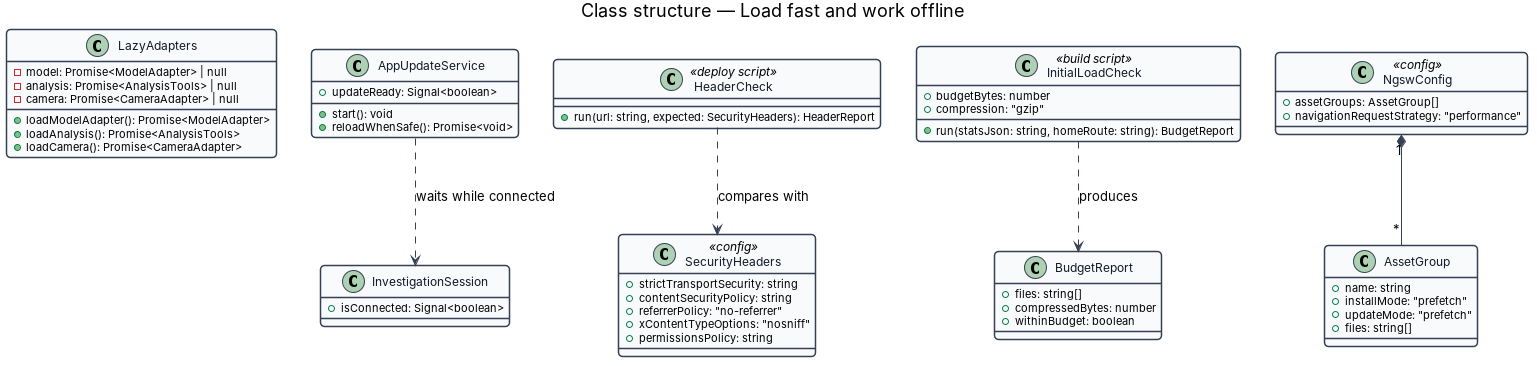 Class structure — Load fast and work offline
C LazyAdapters
model: Promise<ModelAdapter> | null
analysis: Promise<AnalysisTools> | null
camera: Promise<CameraAdapter> | null
loadModelAdapter(): Promise<ModelAdapter>
loadAnalysis(): Promise<AnalysisTools>
loadCamera(): Promise<CameraAdapter>
C AppUpdateService
updateReady: Signal<boolean>
start(): void
reloadWhenSafe(): Promise<void>
«deploy script»
C HeaderCheck
run(url: string, expected: SecurityHeaders): HeaderReport
«build script»
C InitialLoadCheck
budgetBytes: number
compression: "gzip"
run(statsJson: string, homeRoute: string): BudgetReport
«config»
C NgswConfig
assetGroups: AssetGroup[]
navigationRequestStrategy: "performance"
waits while connected
compares with
produces
1
*
C InvestigationSession
isConnected: Signal<boolean>
«config»
C SecurityHeaders
strictTransportSecurity: string
contentSecurityPolicy: string
referrerPolicy: "no-referrer"
xContentTypeOptions: "nosniff"
permissionsPolicy: string
C BudgetReport
files: string[]
compressedBytes: number
withinBudget: boolean
C AssetGroup
name: string
installMode: "prefetch"
updateMode: "prefetch"
files: string[]